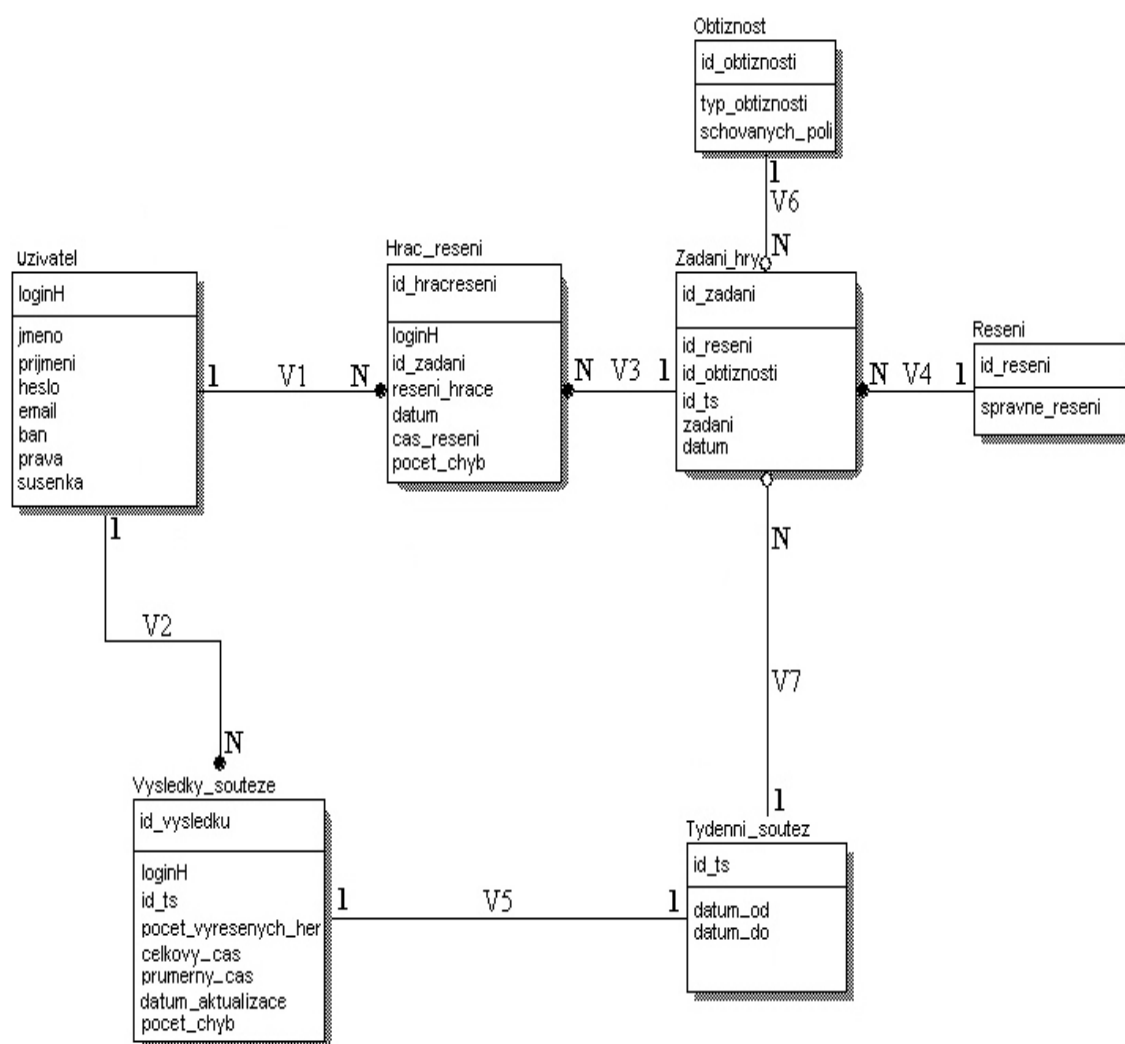 Obtiznost
id_obtiznosti
typ_obtiznosti
schovanych_poli
1
V6
N
Uzivatel
loginH
jmeno
prijmeni
heslo
email
ban
prava
susenka
1
V1
N
Hrac_reseni
id_hracreseni
loginH
id_zadani
reseni_hrace
datum
cas_reseni
pocet_chyb
N
V3
1
Zadani_hry
id_zadani
id_reseni
id_obtiznosti
id_ts
zadani
datum
N
V4
1
Reseni
id_reseni
spravne_reseni
1
V2
N
N
V7
1
Vysledky_souteze
id_vysledku
loginH
id_ts
pocet_vyresenych_her
celkovy_cas
prumerny_cas
datum_aktualizace
pocet_chyb
1
V5
1
Tydenni_soutez
id_ts
datum_od
datum_do